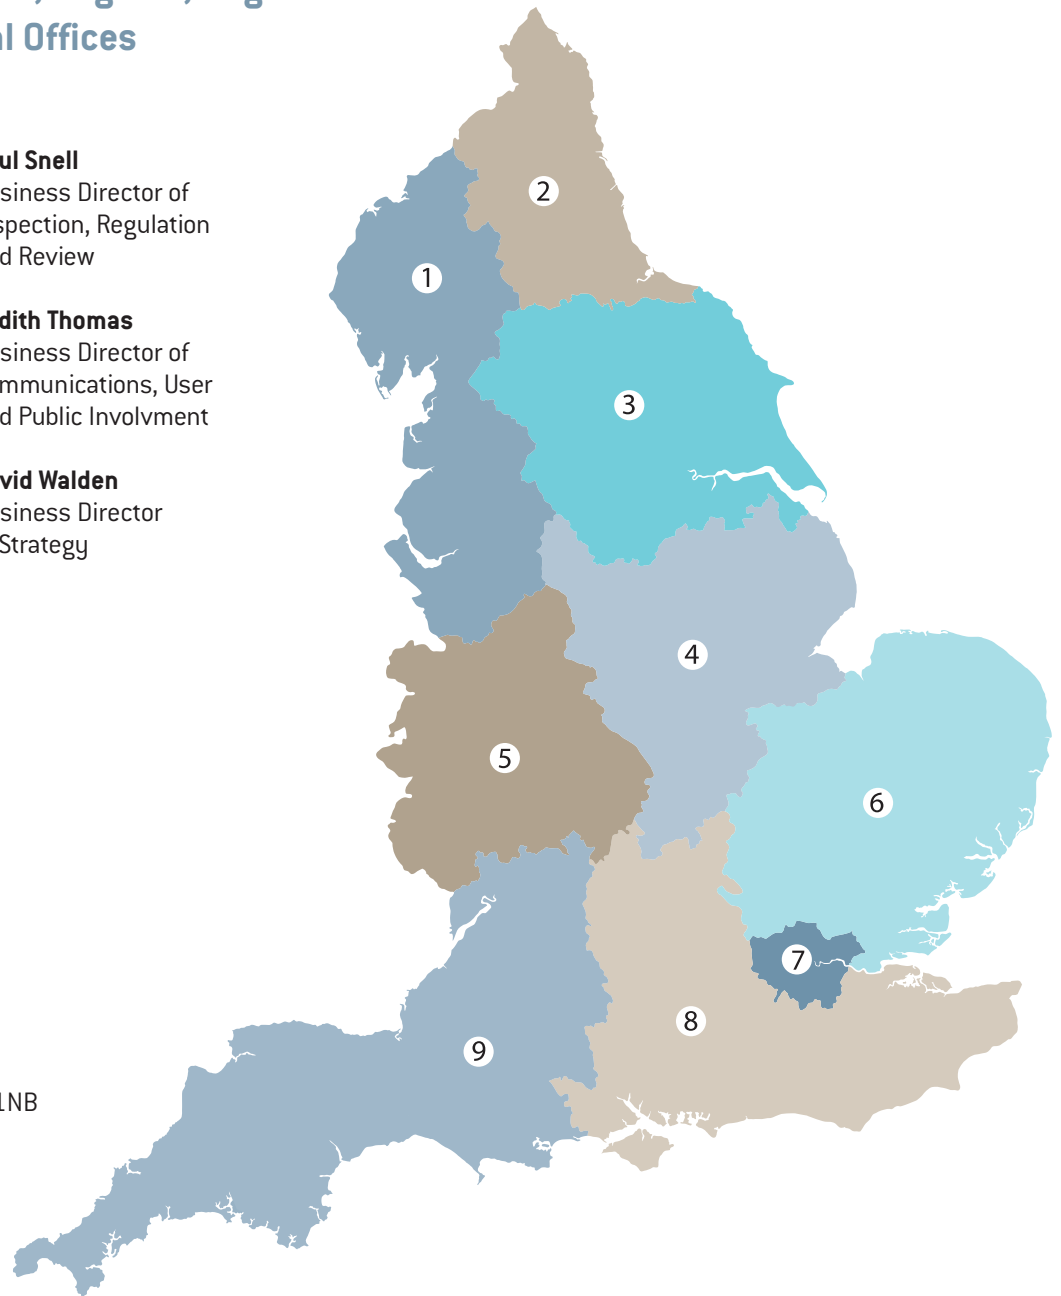 l Offices
ul Snell
siness Director of
spection, Regulation
d Review
dith Thomas
siness Director of
mmunications, User
d Public Involvment
vid Walden
siness Director
Strategy
1NB
2
1
3
4
5
6
7
8
9